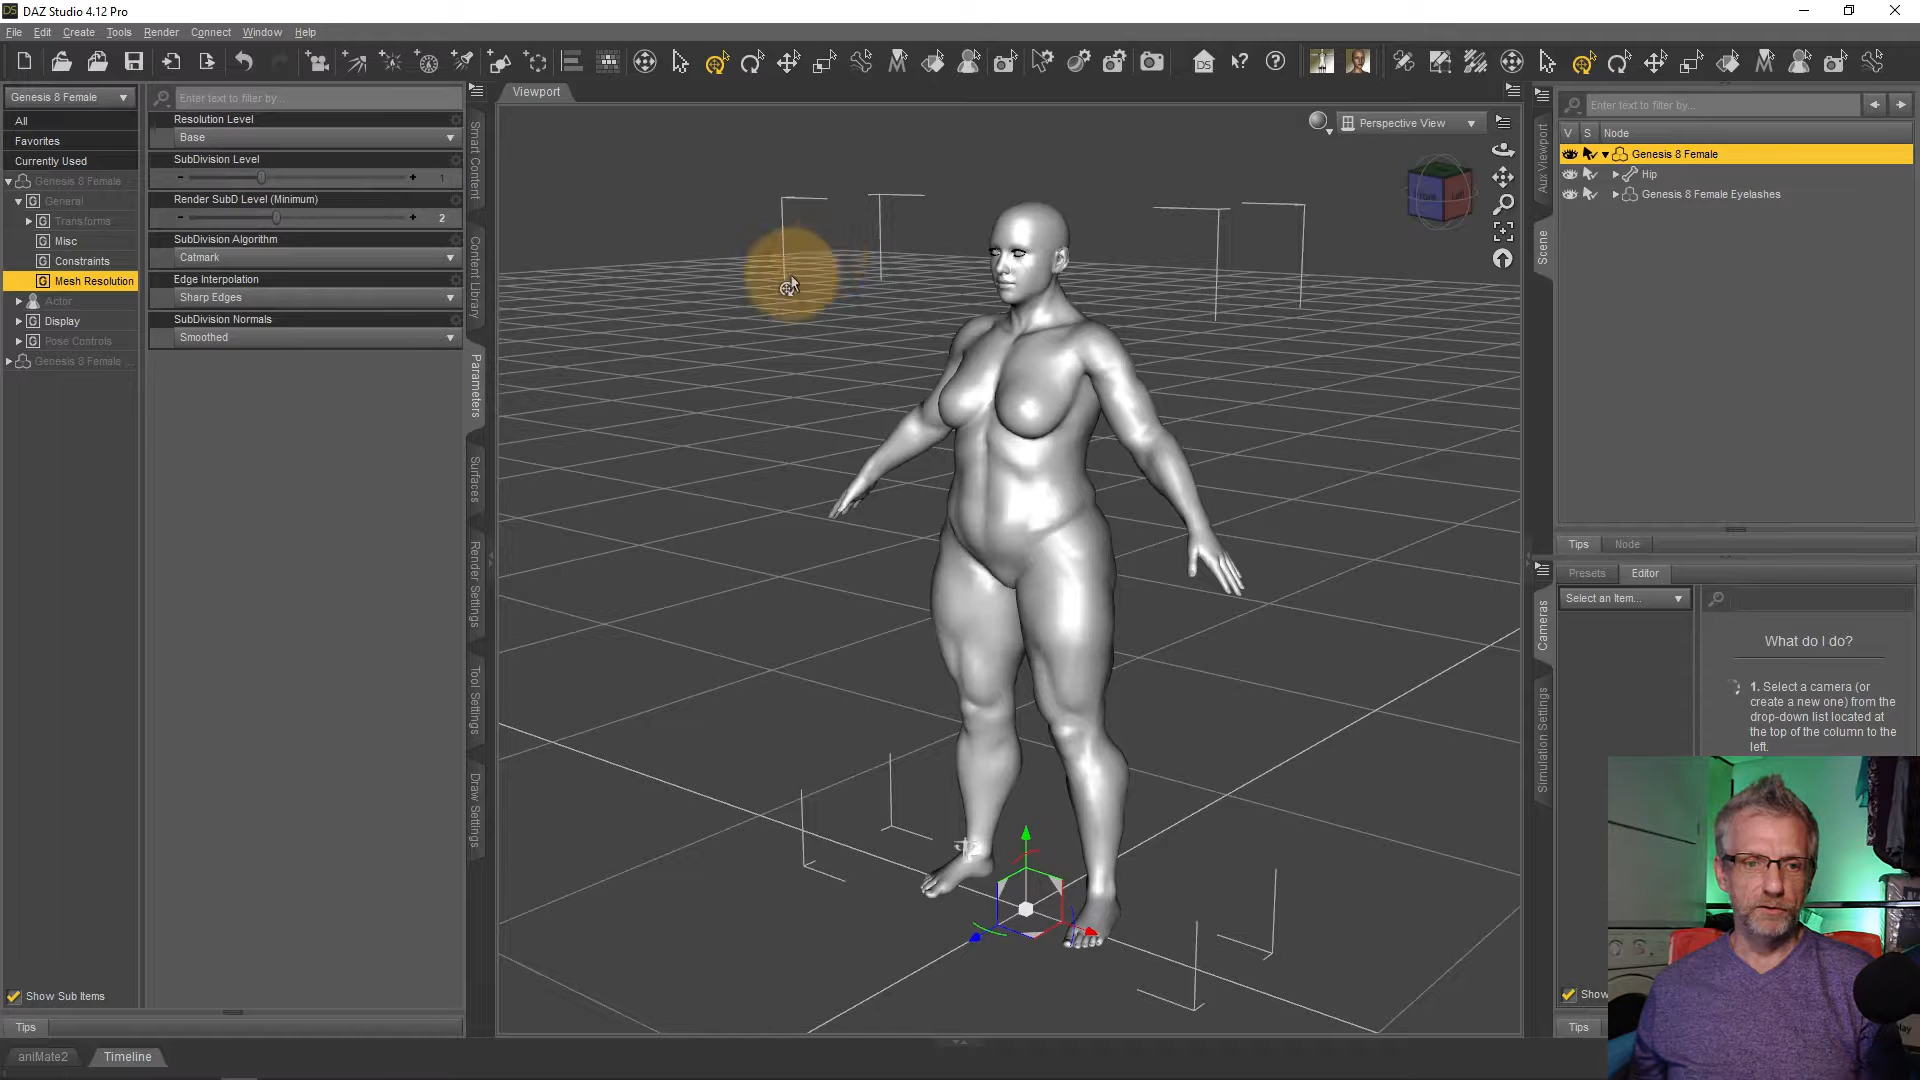 DAZ Studio 4.12 Pro
File Edit Create Tools Render Connect Window Help
Genesis 8 Female
All
Favorites
Currently Used
Genesis 8 Female
General
Transforms
Misc
Constraints
Mesh Resolution
Actor
Display
Pose Controls
Genesis 8 Female ...
Show Sub Items
Tips
Enter text to filter by...
Resolution Level
Base
SubDivision Level
1
Render SubD Level (Minimum)
2
SubDivision Algorithm
Catmark
Edge Interpolation
Sharp Edges
SubDivision Normals
Smoothed
Smart Content
Content Library
Parameters
Surfaces
Render Settings
Tool Settings
Draw Settings
Viewport
Perspective View
Front
Left
Aux Viewport
Scene
Enter text to filter by...
V S Node
Genesis 8 Female
Hip
Genesis 8 Female Eyelashes
Tips Node
Cameras
Simulation Settings
Presets Editor
Select an Item...
What do I do?
1. Select a camera (or
create a new one) from the
drop-down list located at
the top of the column to the
left.
Show
Tips
aniMate2 Timeline